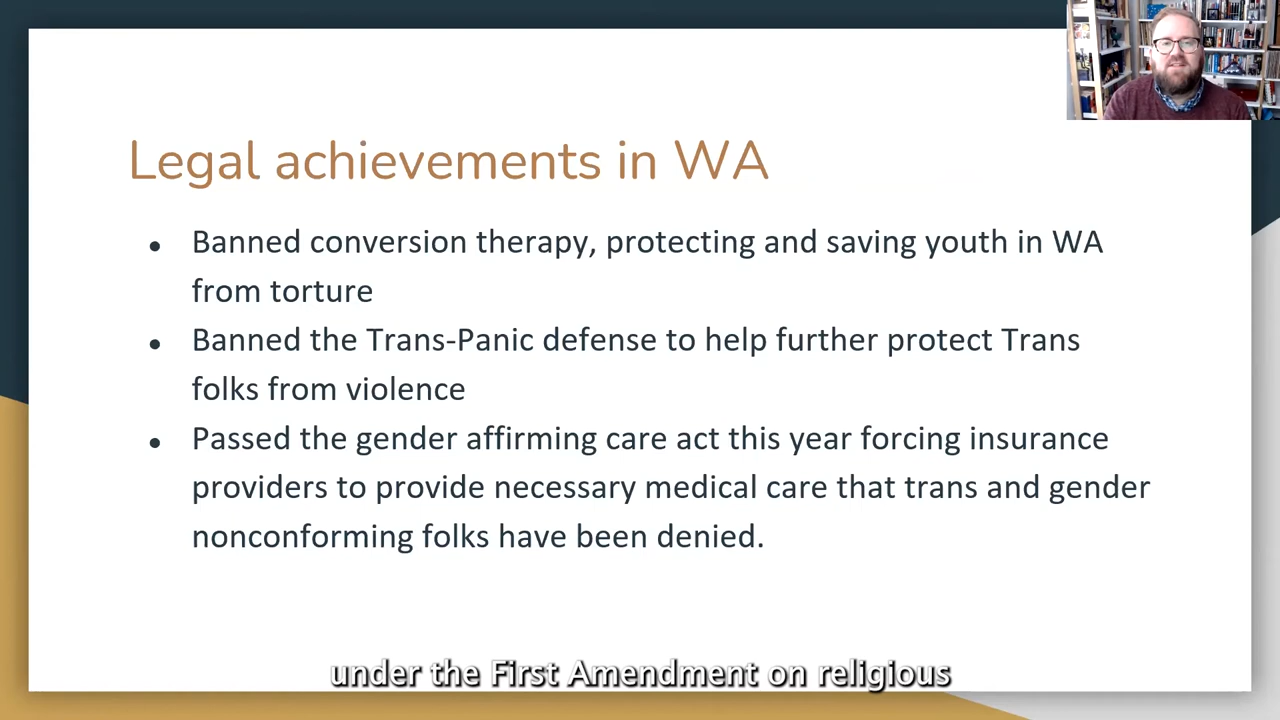 Legal achievements in WA
● Banned conversion therapy, protecting and saving youth in WA
from torture
● Banned the Trans-Panic defense to help further protect Trans
folks from violence
● Passed the gender affirming care act this year forcing insurance
providers to provide necessary medical care that trans and gender
nonconforming folks have been denied.
under the First Amendment on religious